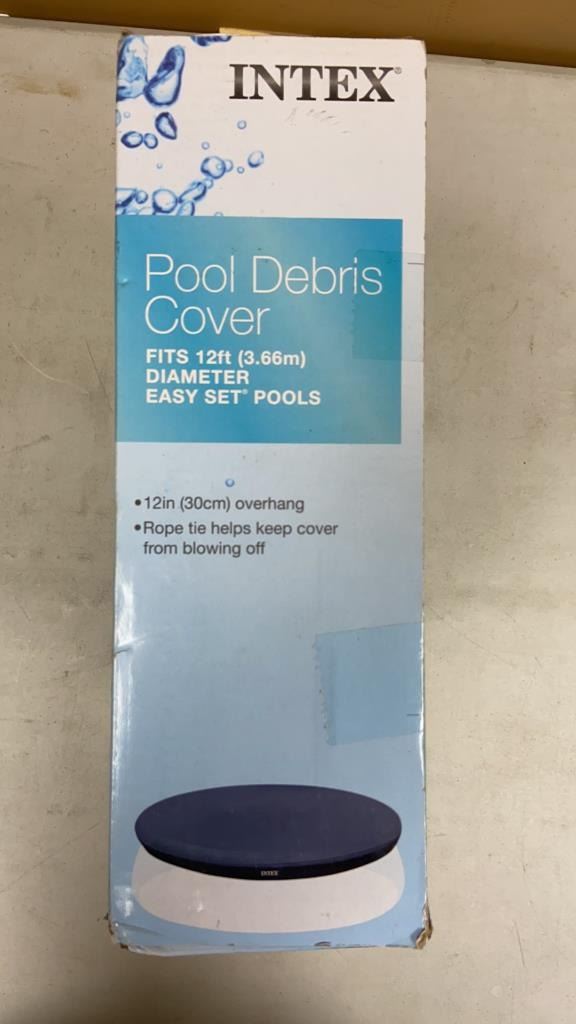 INTEX®
Pool Debris
Cover
FITS 12ft (3.66m)
DIAMETER
EASY SET® POOLS
•12in (30cm) overhang
•Rope tie helps keep cover
from blowing off
INTEX